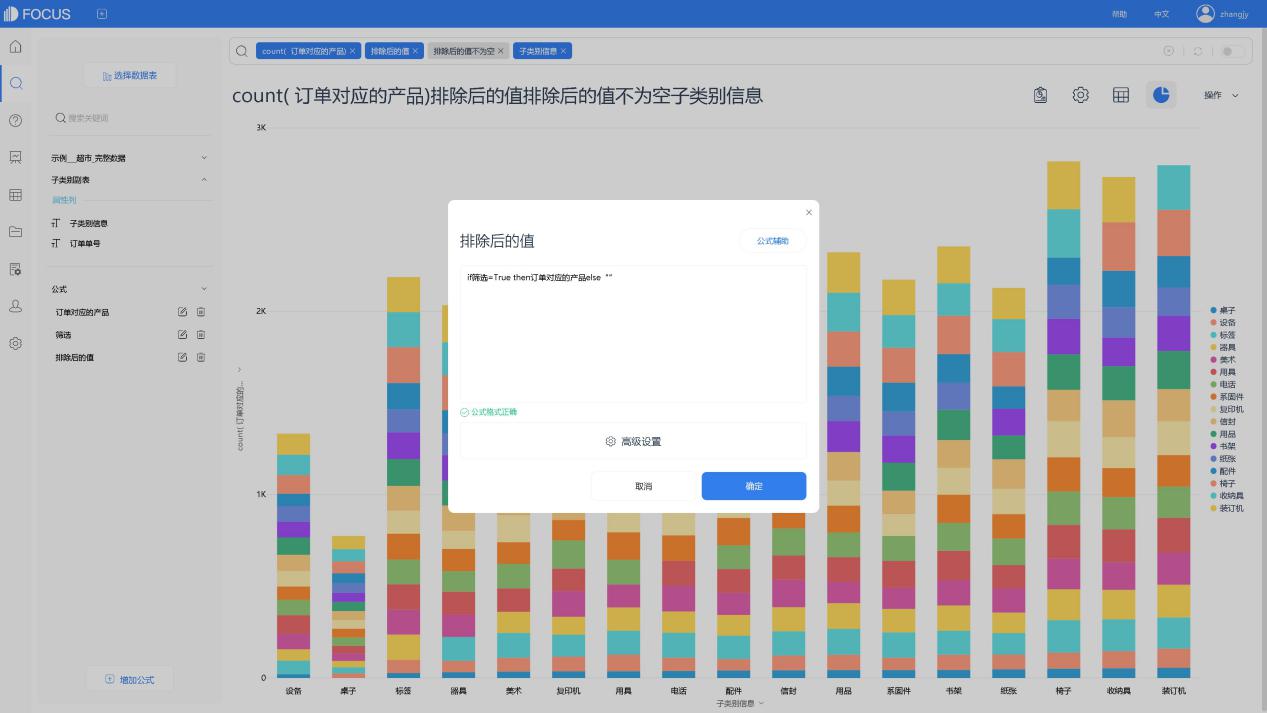 FOCUS
帮助
中文
zhangjy
选择数据表
搜索关键词
示例__超市_完整数据
子类别副表
属性列
子类别信息
订单单号
公式
订单对应的产品
筛选
排除后的值
增加公式
count( 订单对应的产品)
排除后的值
排除后的值不为空
子类别信息
count( 订单对应的产品)排除后的值排除后的值不为空子类别信息
操作
3K
2K
1K
0
count( 订单对应的...
设备
桌子
标签
器具
美术
复印机
用具
电话
配件
信封
用品
系固件
书架
纸张
椅子
收纳具
装订机
子类别信息
桌子
设备
标签
器具
美术
用具
电话
系固件
复印机
信封
用品
书架
纸张
配件
椅子
收纳具
装订机
排除后的值
公式辅助
if筛选=True then订单对应的产品else ""
公式格式正确
高级设置
取消
确定